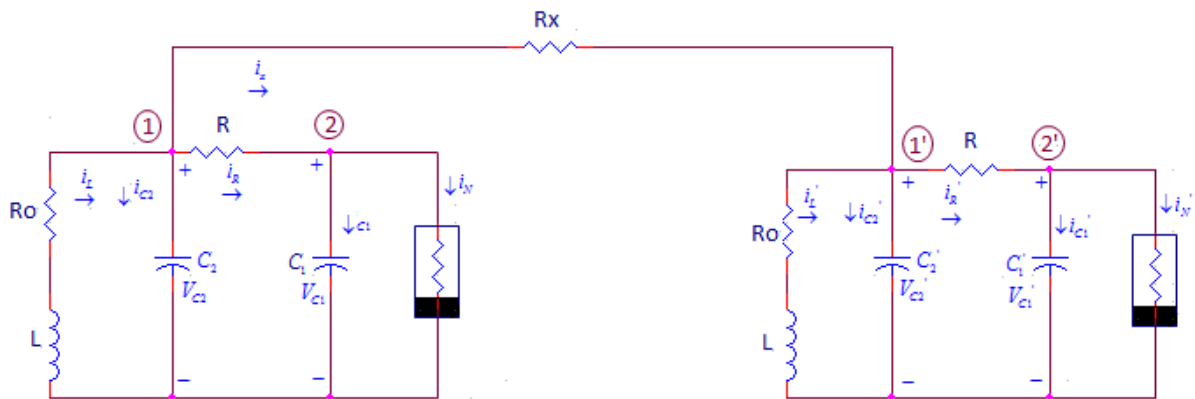 Rx
i_x
1 R 2
+ + i_R
i_L ↓i_C2 ↓i_N
Ro
↓C1
C_2' C_1
V_C2 V_C1
L
− −
1' R 2'
+ + i_R'
i_L' ↓i_C2' ↓i_C1' ↓i_N'
Ro
C_2' C_1'
V_C2' V_C1'
L
− −